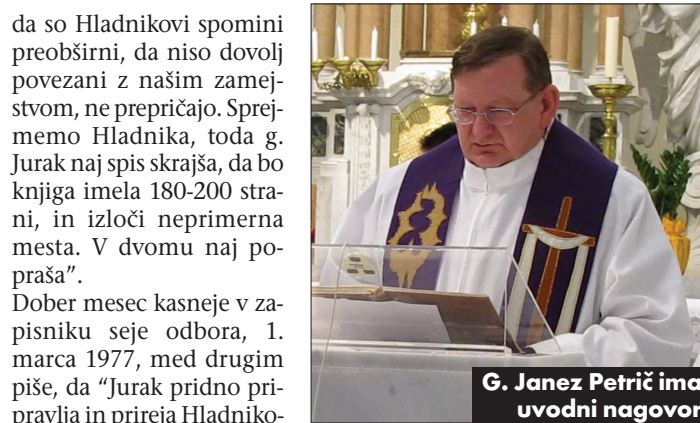 da so Hladnikovi spomini
preobširni, da niso dovolj
povezani z našim zamej-
stvom, ne prepričajo. Sprej-
memo Hladnika, toda g.
Jurak naj spis skrajša, da bo
knjiga imela 180-200 stra-
ni, in izloči neprimerna
mesta. V dvomu naj po-
praša”.
Dober mesec kasneje v za-
pisniku seje odbora, 1.
marca 1977, med drugim
piše, da “Jurak pridno pri-
pravlja in prireja Hladniko-
G. Janez Petrič ima
uvodni nagovor